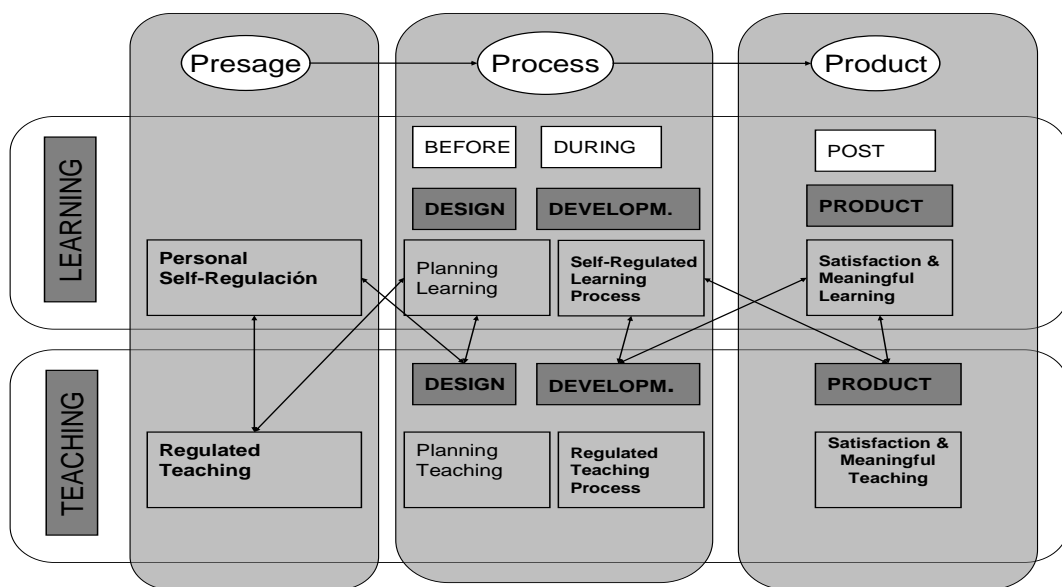 Presage
Process
Product
LEARNING
BEFORE
DURING
POST
DESIGN
DEVELOPM.
PRODUCT
Personal
Self-Regulación
Planning
Learning
Self-Regulated
Learning
Process
Satisfaction &
Meaningful
Learning
TEACHING
DESIGN
DEVELOPM.
PRODUCT
Regulated
Teaching
Planning
Teaching
Regulated
Teaching
Process
Satisfaction &
Meaningful
Teaching